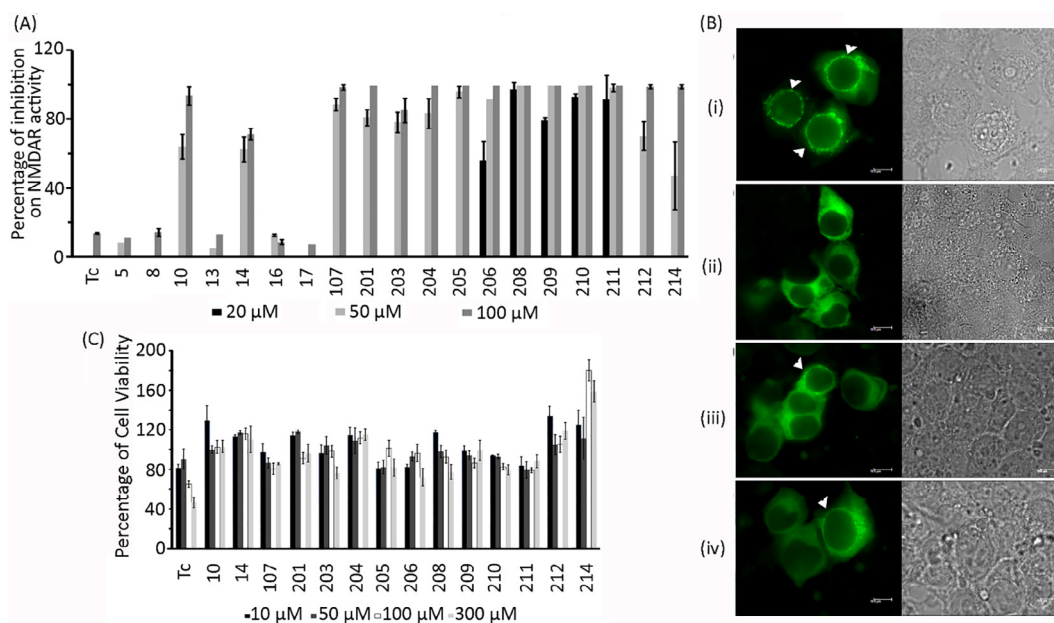 (A)
Percentage of inhibition
on NMDAR activity
120
80
40
0
Tc 5 8 10 13 14 16 17 107 201 203 204 205 206 208 209 210 211 212 214
20 μM 50 μM 100 μM
(C)
Percentage of Cell Viability
200
160
120
80
40
0
Tc 10 14 107 201 203 204 205 206 208 209 210 211 212 214
10 μM 50 μM 100 μM 300 μM
(B)
(i)
(ii)
(iii)
(iv)